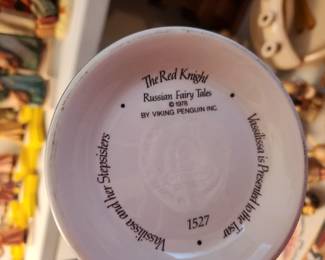 The Red Knight
Russian Fairy Tales
© 1978
BY VIKING PENGUIN INC.
Vassilissa and her Stepsisters
Vassilissa is Presented to the Tsar
1527